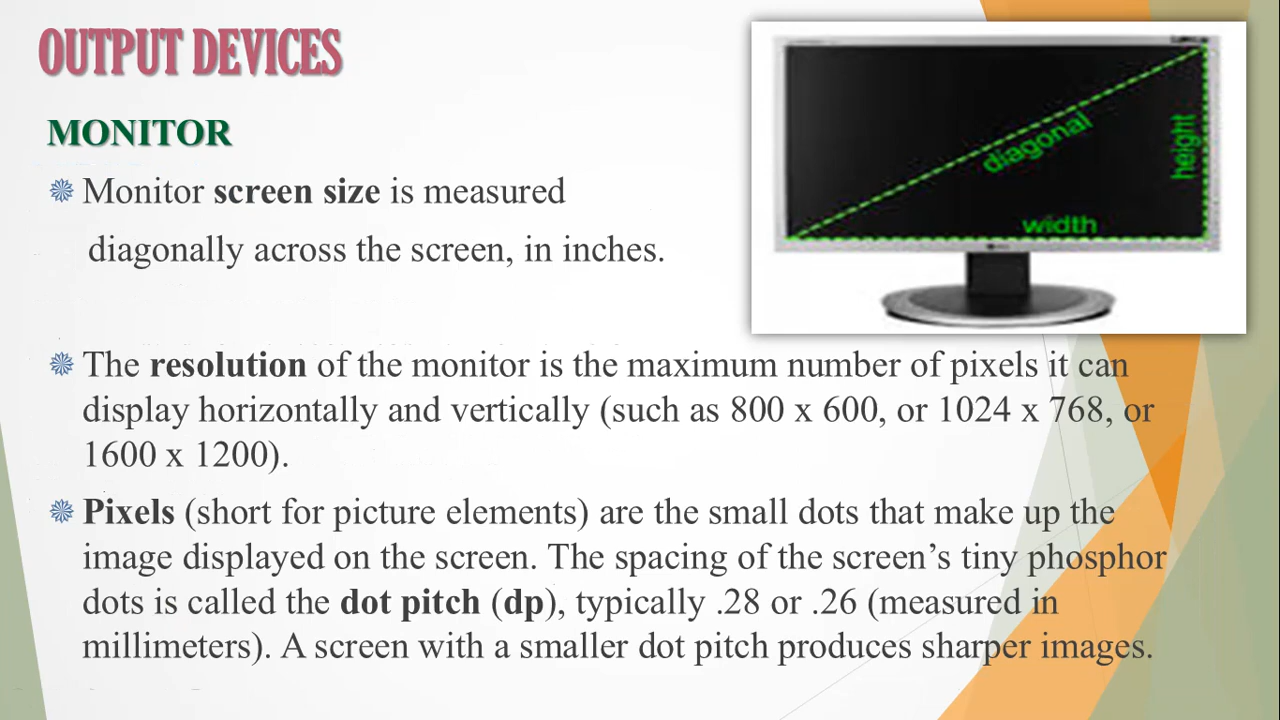 OUTPUT DEVICES
MONITOR
Monitor screen size is measured
diagonally across the screen, in inches.
diagonal
height
width
The resolution of the monitor is the maximum number of pixels it can
display horizontally and vertically (such as 800 x 600, or 1024 x 768, or
1600 x 1200).
Pixels (short for picture elements) are the small dots that make up the
image displayed on the screen. The spacing of the screen’s tiny phosphor
dots is called the dot pitch (dp), typically .28 or .26 (measured in
millimeters). A screen with a smaller dot pitch produces sharper images.